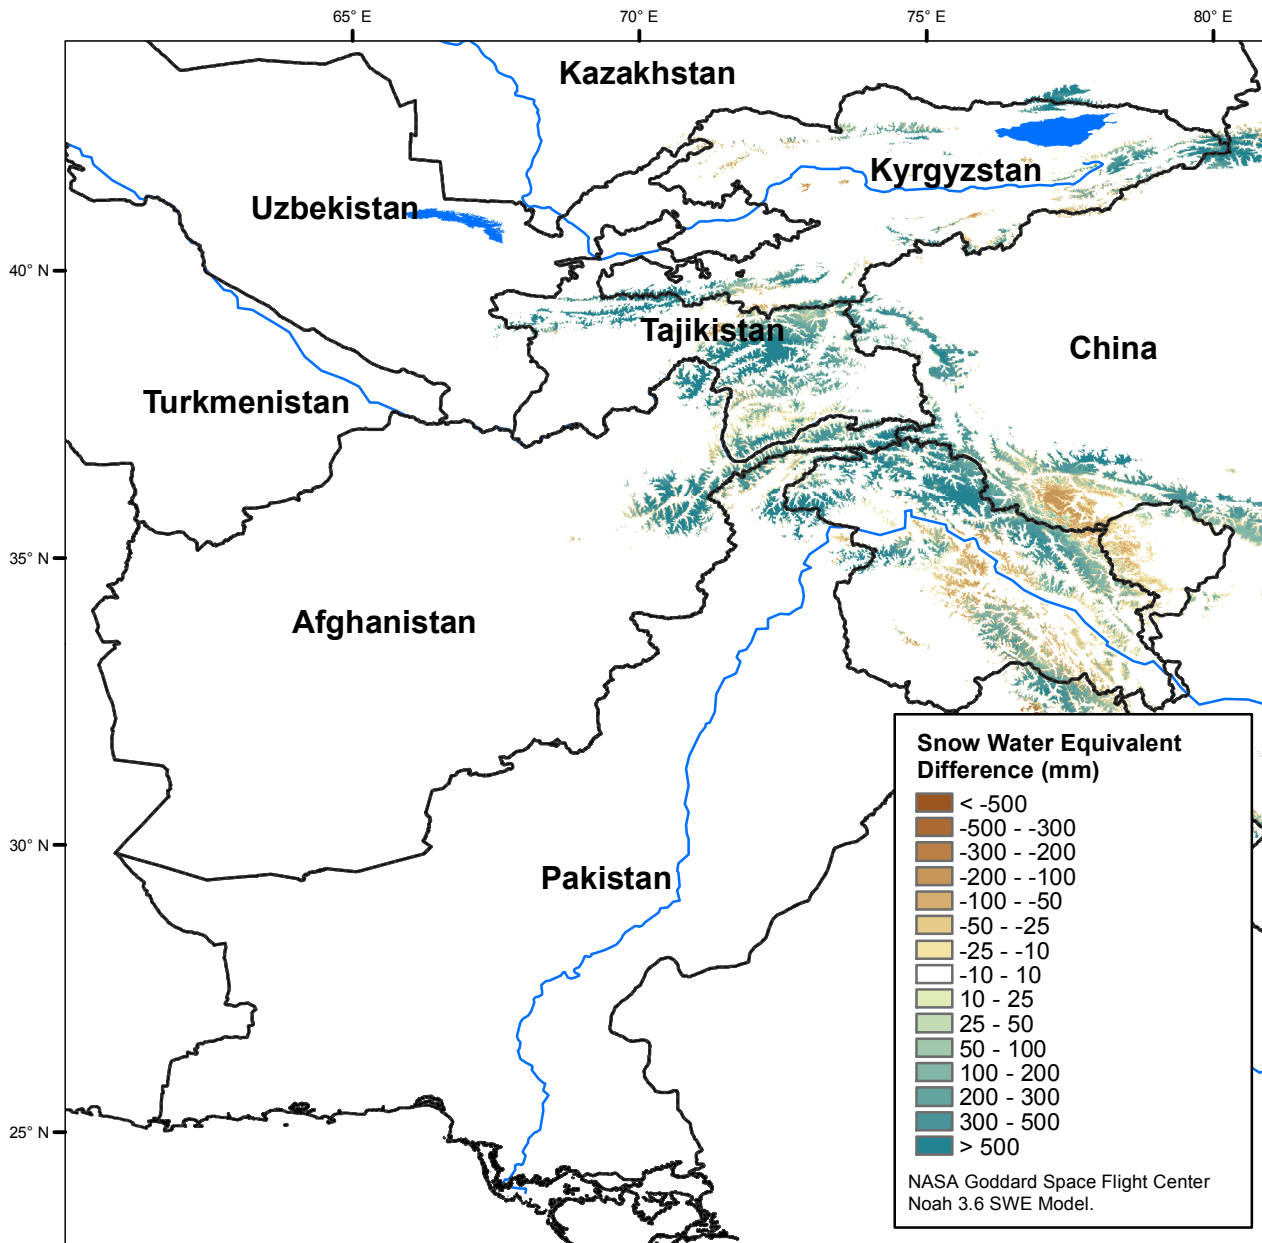 65° E
70° E
75° E
80° E
Kazakhstan
Kyrgyzstan
Uzbekistan
40° N
Tajikistan
China
Turkmenistan
35° N
Afghanistan
30° N
Pakistan
25° N
Snow Water Equivalent
Difference (mm)
< -500
-500 - -300
-300 - -200
-200 - -100
-100 - -50
-50 - -25
-25 - -10
-10 - 10
10 - 25
25 - 50
50 - 100
100 - 200
200 - 300
300 - 500
> 500
NASA Goddard Space Flight Center
Noah 3.6 SWE Model.